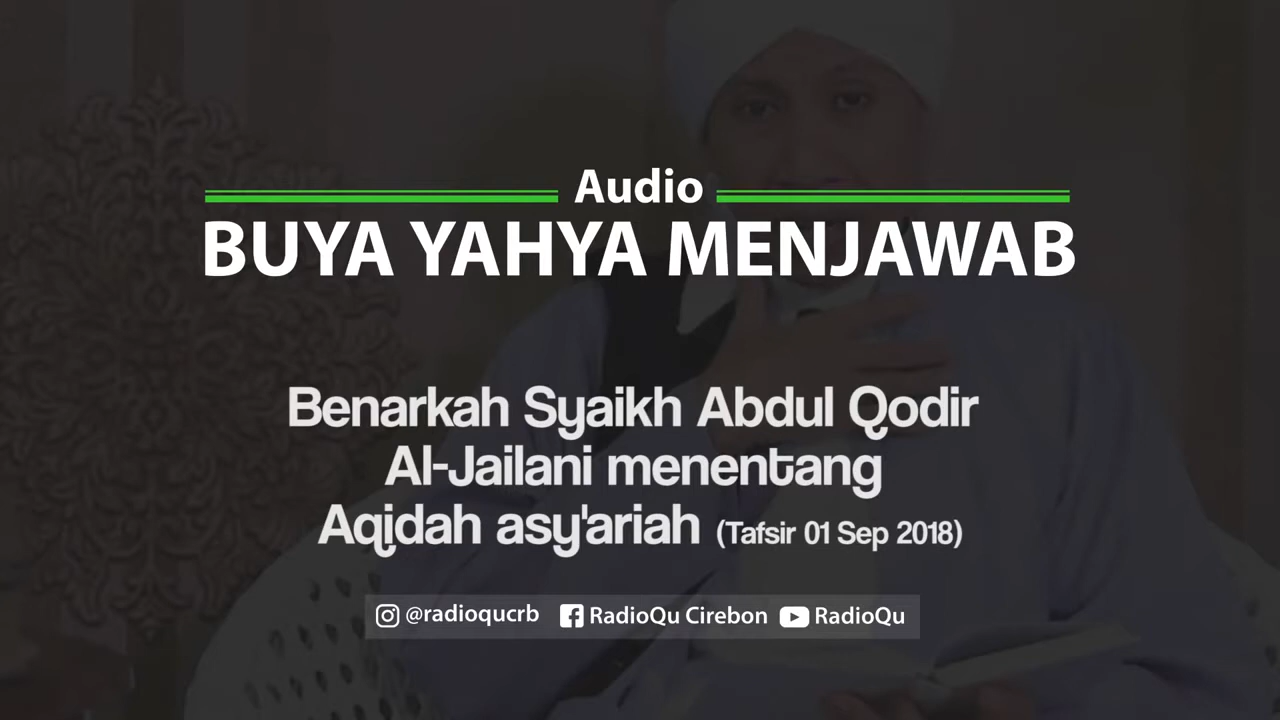 Audio
BUYA YAHYA MENJAWAB
Benarkah Syaikh Abdul Qodir
Al-Jailani menentang
Aqidah asy'ariah (Tafsir 01 Sep 2018)
@radioqucrb RadioQu Cirebon RadioQu